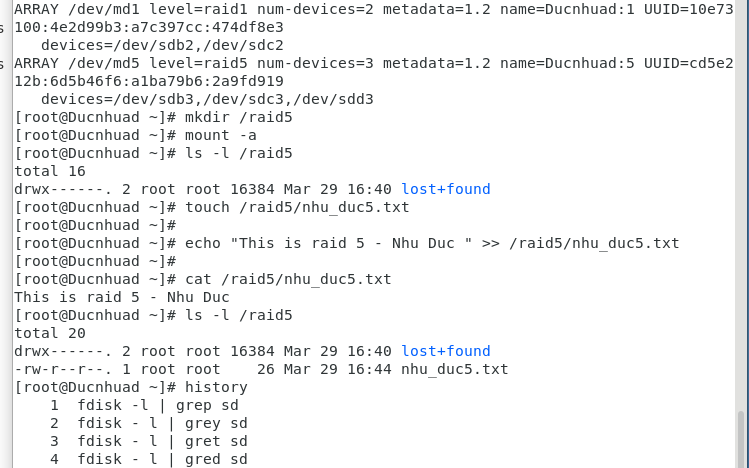 ARRAY /dev/md1 level=raid1 num-devices=2 metadata=1.2 name=Ducnhuad:1 UUID=10e73
100:4e2d99b3:a7c397cc:474df8e3
   devices=/dev/sdb2,/dev/sdc2
ARRAY /dev/md5 level=raid5 num-devices=3 metadata=1.2 name=Ducnhuad:5 UUID=cd5e2
12b:6d5b46f6:a1ba79b6:2a9fd919
   devices=/dev/sdb3,/dev/sdc3,/dev/sdd3
[root@Ducnhuad ~]# mkdir /raid5
[root@Ducnhuad ~]# mount -a
[root@Ducnhuad ~]# ls -l /raid5
total 16
drwx------. 2 root root 16384 Mar 29 16:40 lost+found
[root@Ducnhuad ~]# touch /raid5/nhu_duc5.txt
[root@Ducnhuad ~]#
[root@Ducnhuad ~]# echo "This is raid 5 - Nhu Duc " >> /raid5/nhu_duc5.txt
[root@Ducnhuad ~]#
[root@Ducnhuad ~]# cat /raid5/nhu_duc5.txt
This is raid 5 - Nhu Duc
[root@Ducnhuad ~]# ls -l /raid5
total 20
drwx------. 2 root root 16384 Mar 29 16:40 lost+found
-rw-r--r--. 1 root root    26 Mar 29 16:44 nhu_duc5.txt
[root@Ducnhuad ~]# history
    1  fdisk -l | grep sd
    2  fdisk - l | grey sd
    3  fdisk - l | gret sd
    4  fdisk - l | gred sd